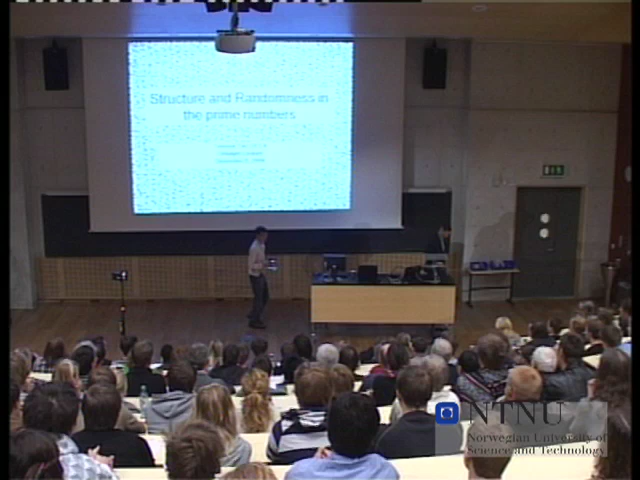 Structure and Randomness in
the prime numbers
NTNU
Norwegian University of
Science and Technology